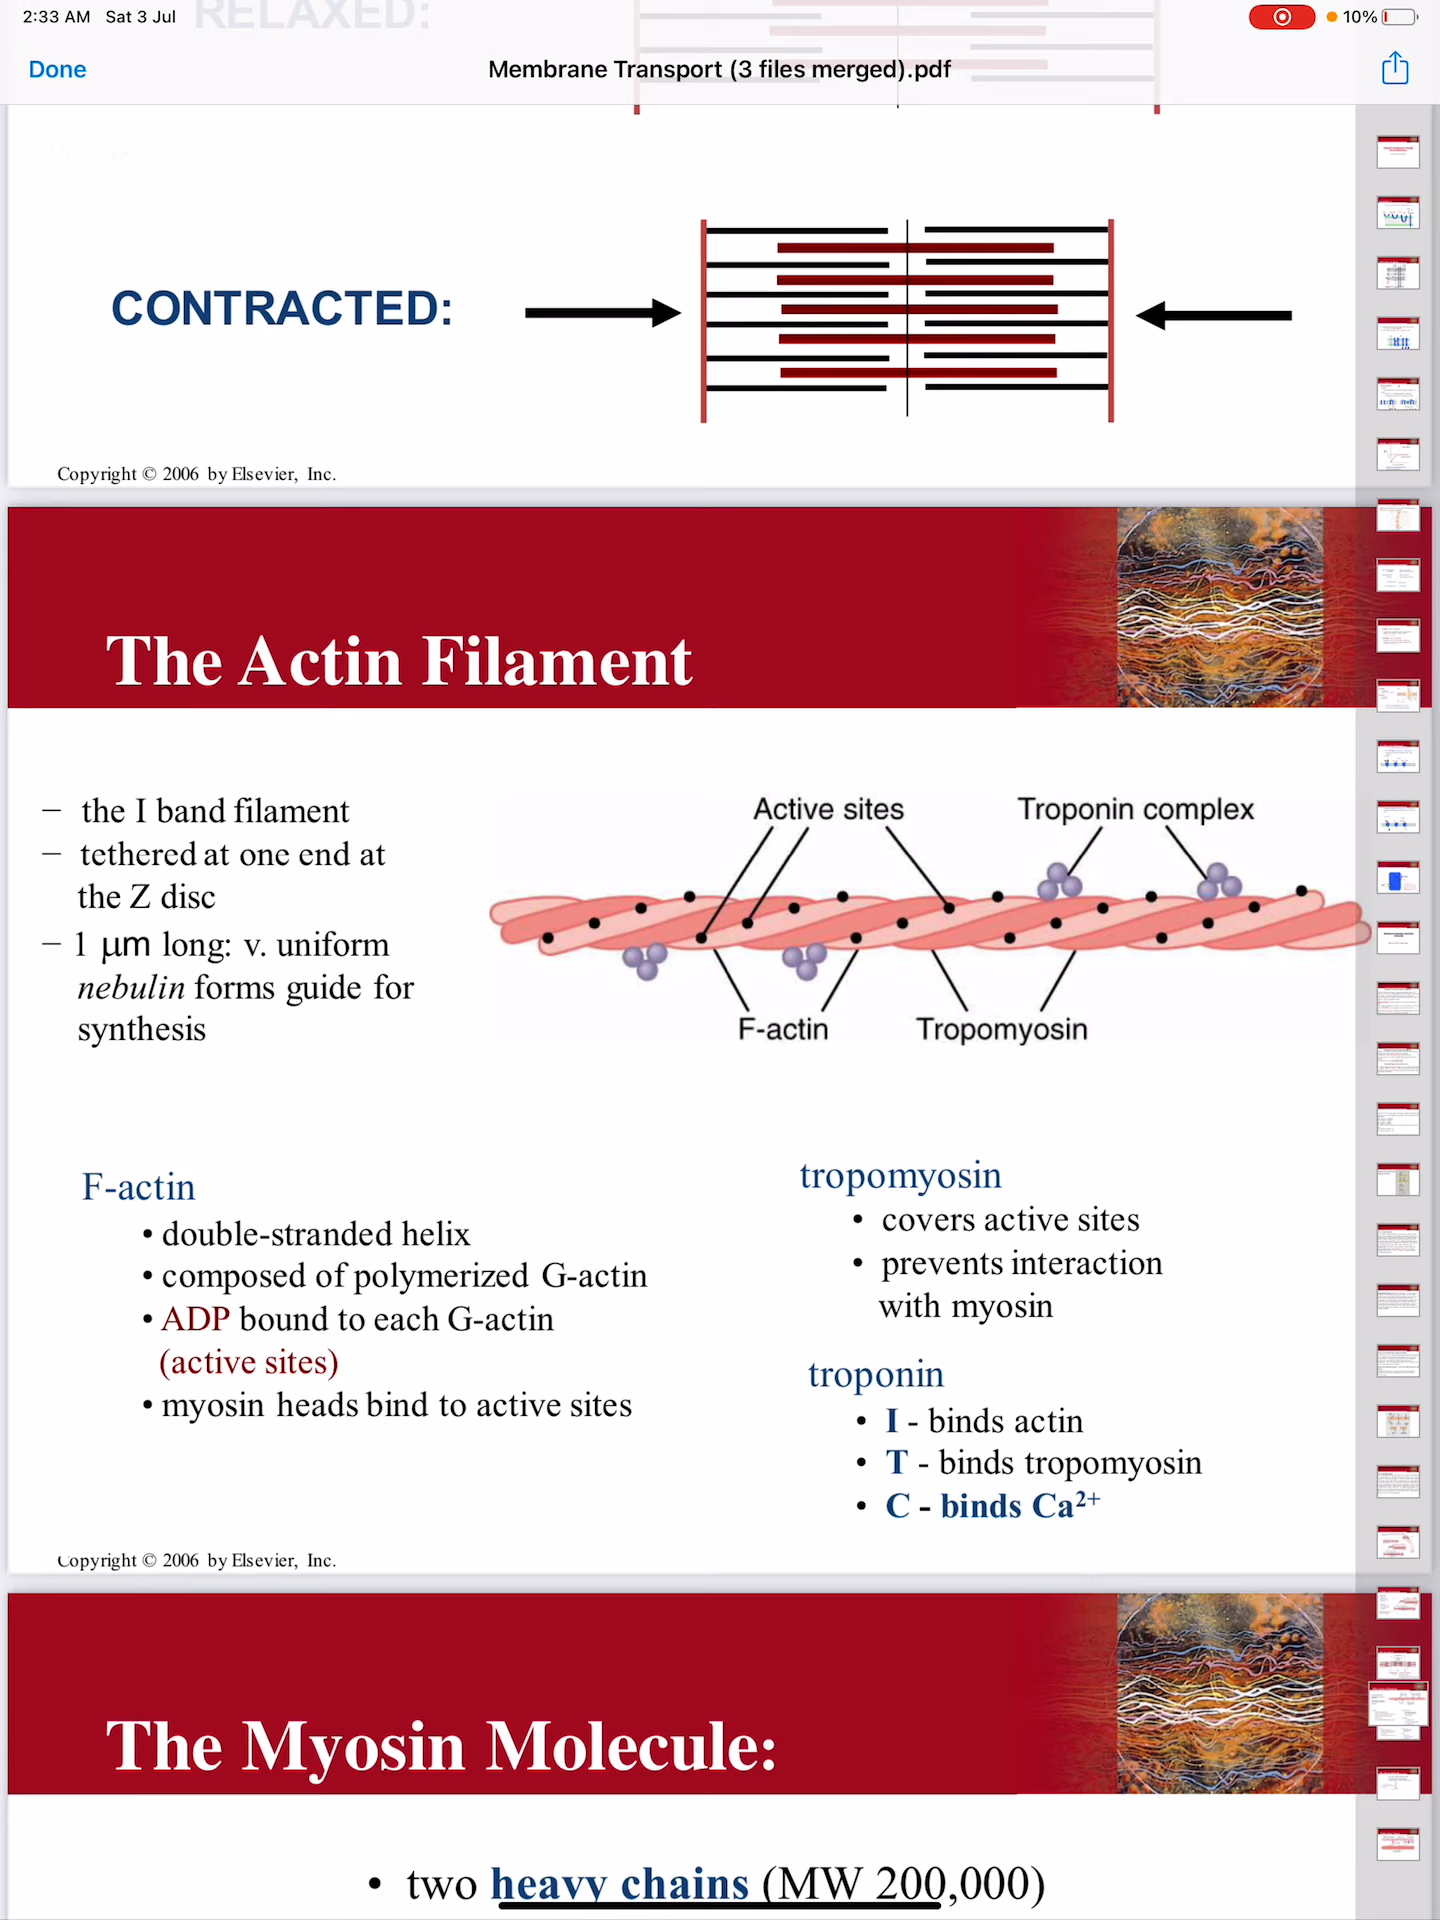 2:33 AM Sat 3 Jul
10%
RELAXED:
Done
Membrane Transport (3 files merged).pdf
CONTRACTED:
Copyright © 2006 by Elsevier, Inc.
The Actin Filament
– the I band filament
– tethered at one end at
the Z disc
– 1 µm long: v. uniform
nebulin forms guide for
synthesis
Active sites
Troponin complex
F-actin
Tropomyosin
F-actin
• double-stranded helix
• composed of polymerized G-actin
• ADP bound to each G-actin
(active sites)
• myosin heads bind to active sites
tropomyosin
• covers active sites
• prevents interaction
with myosin
troponin
• I - binds actin
• T - binds tropomyosin
• C - binds Ca²⁺
Copyright © 2006 by Elsevier, Inc.
The Myosin Molecule:
• two heavy chains (MW 200,000)